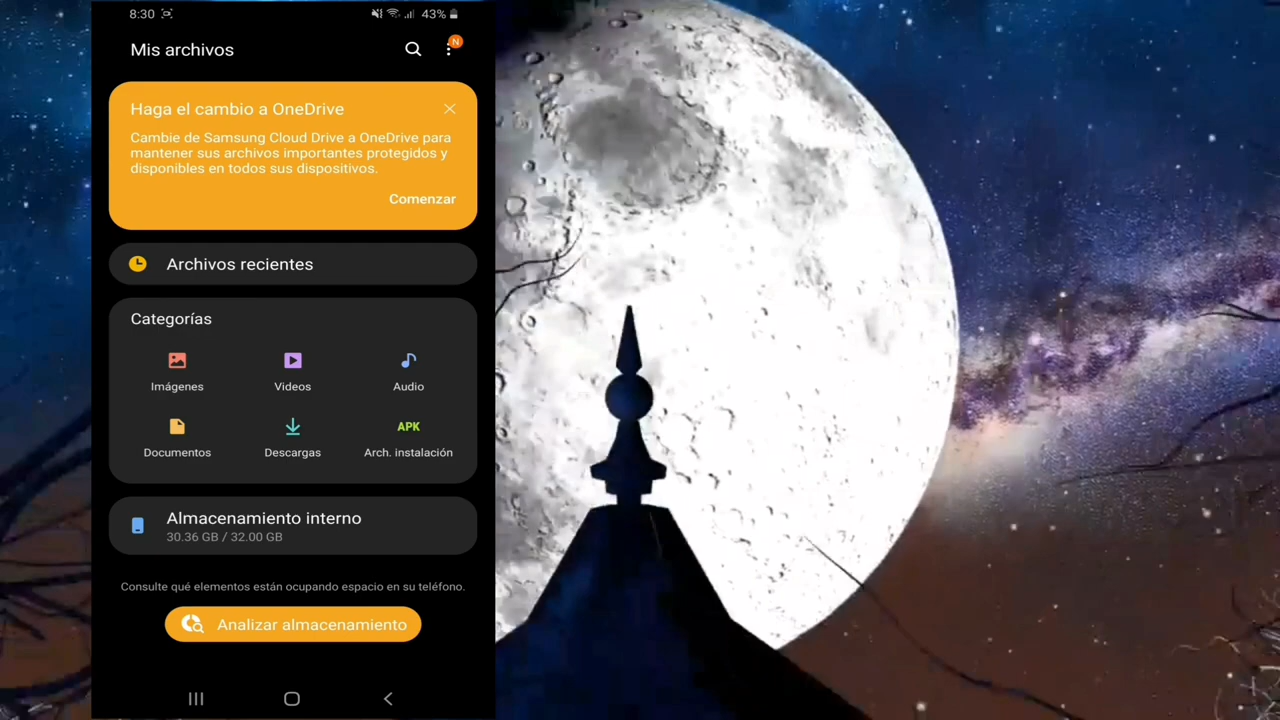 8:30
43%
Mis archivos
N
Haga el cambio a OneDrive
Cambie de Samsung Cloud Drive a OneDrive para
mantener sus archivos importantes protegidos y
disponibles en todos sus dispositivos.
Comenzar
Archivos recientes
Categorías
Imágenes
Videos
Audio
APK
Documentos
Descargas
Arch. instalación
Almacenamiento interno
30.36 GB / 32.00 GB
Consulte qué elementos están ocupando espacio en su teléfono.
Analizar almacenamiento